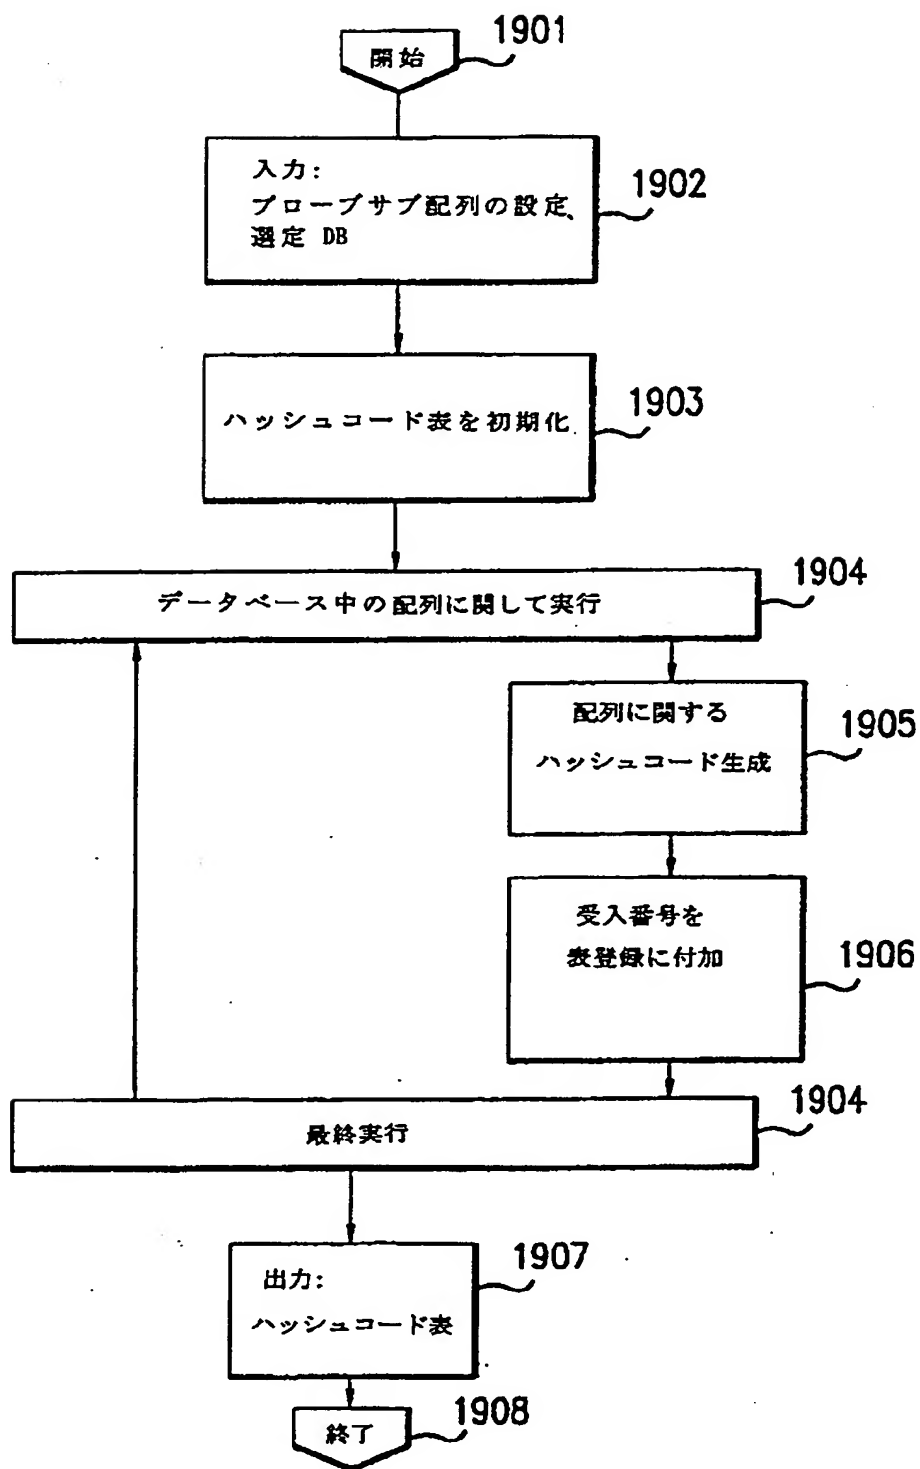 1901
開始
1902
入力:
プローブサブ配列の設定、
選定 DB
1903
ハッシュコード表を初期化
1904
データベース中の配列に関して実行
1905
配列に関する
ハッシュコード生成
1906
受入番号を
表登録に付加
1904
最終実行
1907
出力:
ハッシュコード表
1908
終了